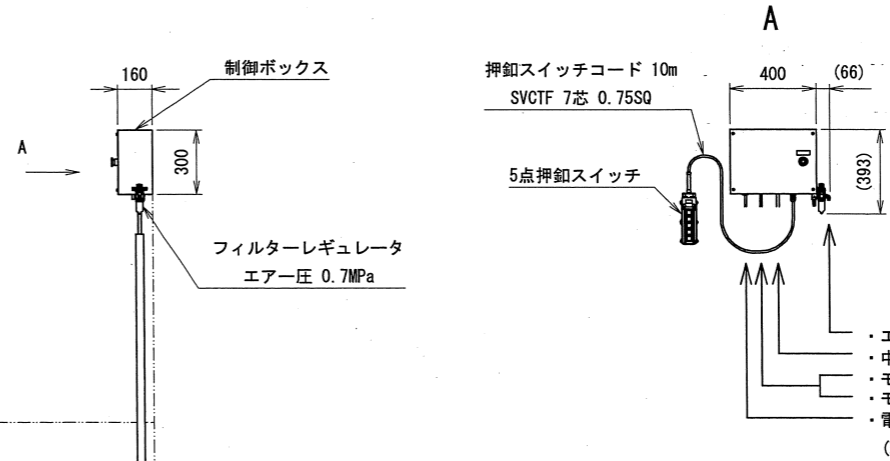 A
160
制御ボックス
A
300
フィルターレギュレータ
エアー圧 0.7MPa
押釦スイッチコード 10m
SVCTF 7芯 0.75SQ
400
(66)
5点押釦スイッチ
(393)
・エ
・中
・モ
・モ
・電
(